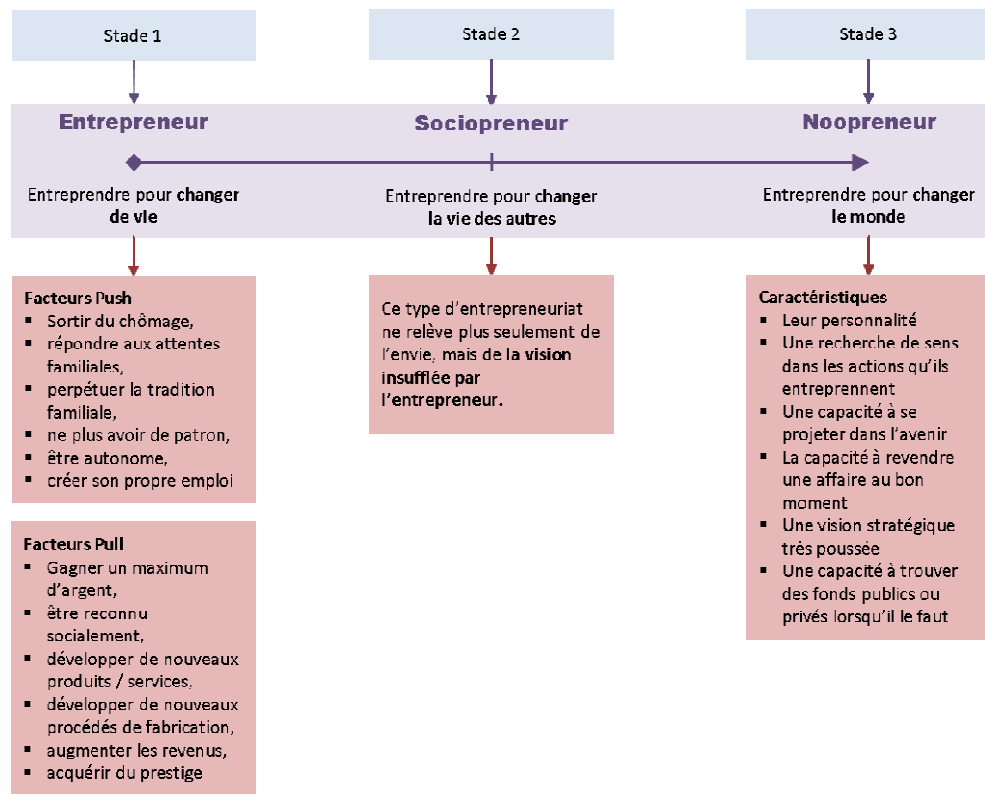 Stade 1
Stade 2
Stade 3
Entrepreneur
Sociopreneur
Noopreneur
Entreprendre pour changer
de vie
Entreprendre pour changer
la vie des autres
Entreprendre pour changer
le monde
Facteurs Push
▪ Sortir du chômage,
▪ répondre aux attentes
familiales,
▪ perpétuer la tradition
familiale,
▪ ne plus avoir de patron,
▪ être autonome,
▪ créer son propre emploi
Facteurs Pull
▪ Gagner un maximum
d'argent,
▪ être reconnu
socialement,
▪ développer de nouveaux
produits / services,
▪ développer de nouveaux
procédés de fabrication,
▪ augmenter les revenus,
▪ acquérir du prestige
Ce type d'entrepreneuriat
ne relève plus seulement de
l'envie, mais de la vision
insufflée par
l'entrepreneur.
Caractéristiques
▪ Leur personnalité
▪ Une recherche de sens
dans les actions qu'ils
entreprennent
▪ Une capacité à se
projeter dans l'avenir
▪ La capacité à revendre
une affaire au bon
moment
▪ Une vision stratégique
très poussée
▪ Une capacité à trouver
des fonds publics ou
privés lorsqu'il le faut